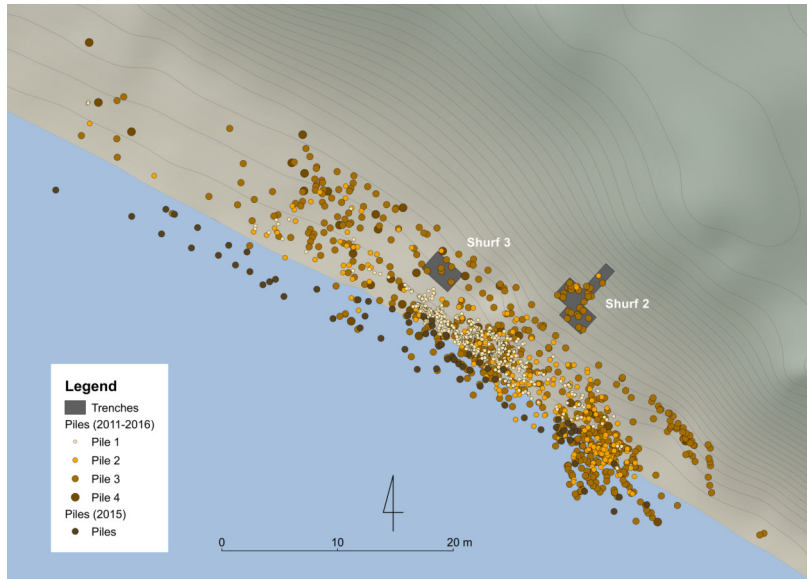 Shurf 3
Shurf 2
Legend
Trenches
Piles (2011-2016)
Pile 1
Pile 2
Pile 3
Pile 4
Piles (2015)
Piles
0 10 20 m